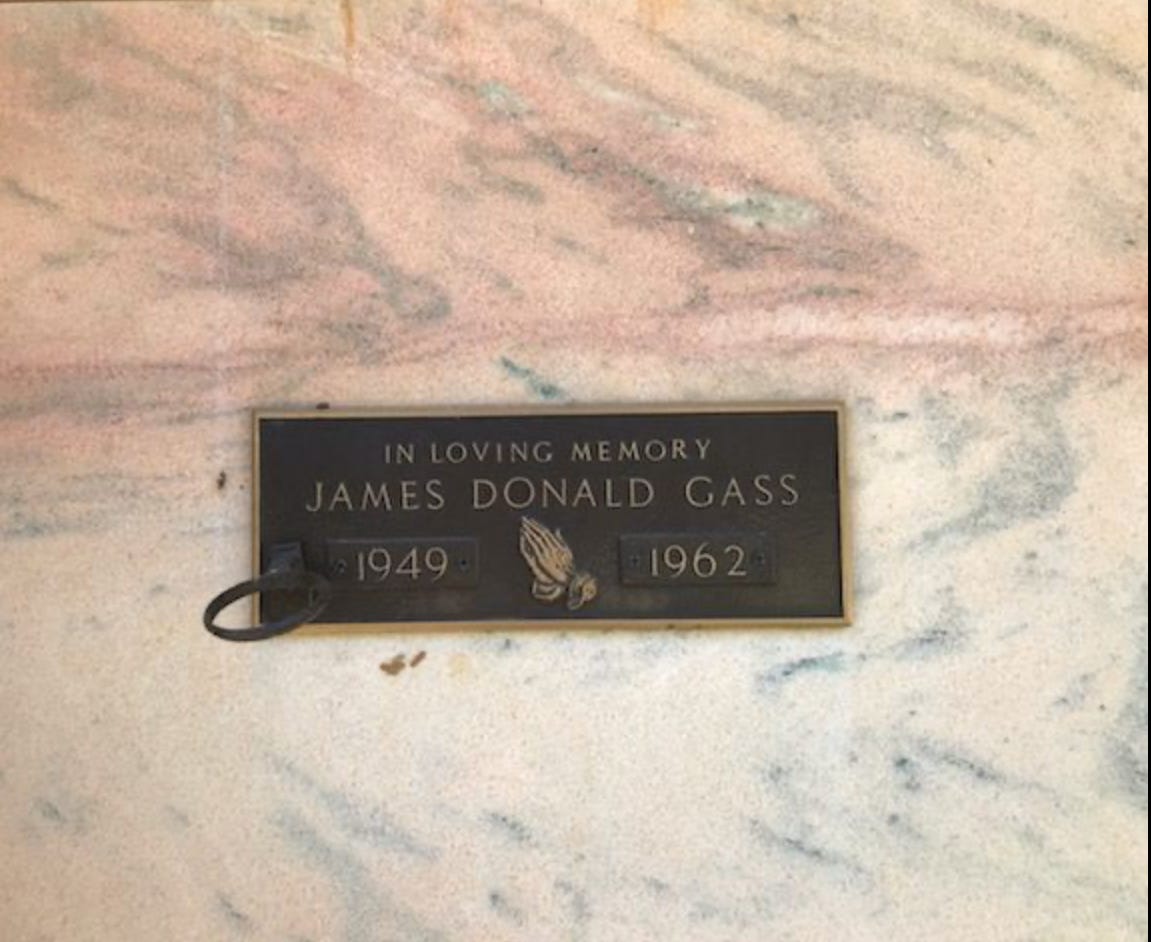 IN LOVING MEMORY
JAMES DONALD GASS
1949 1962